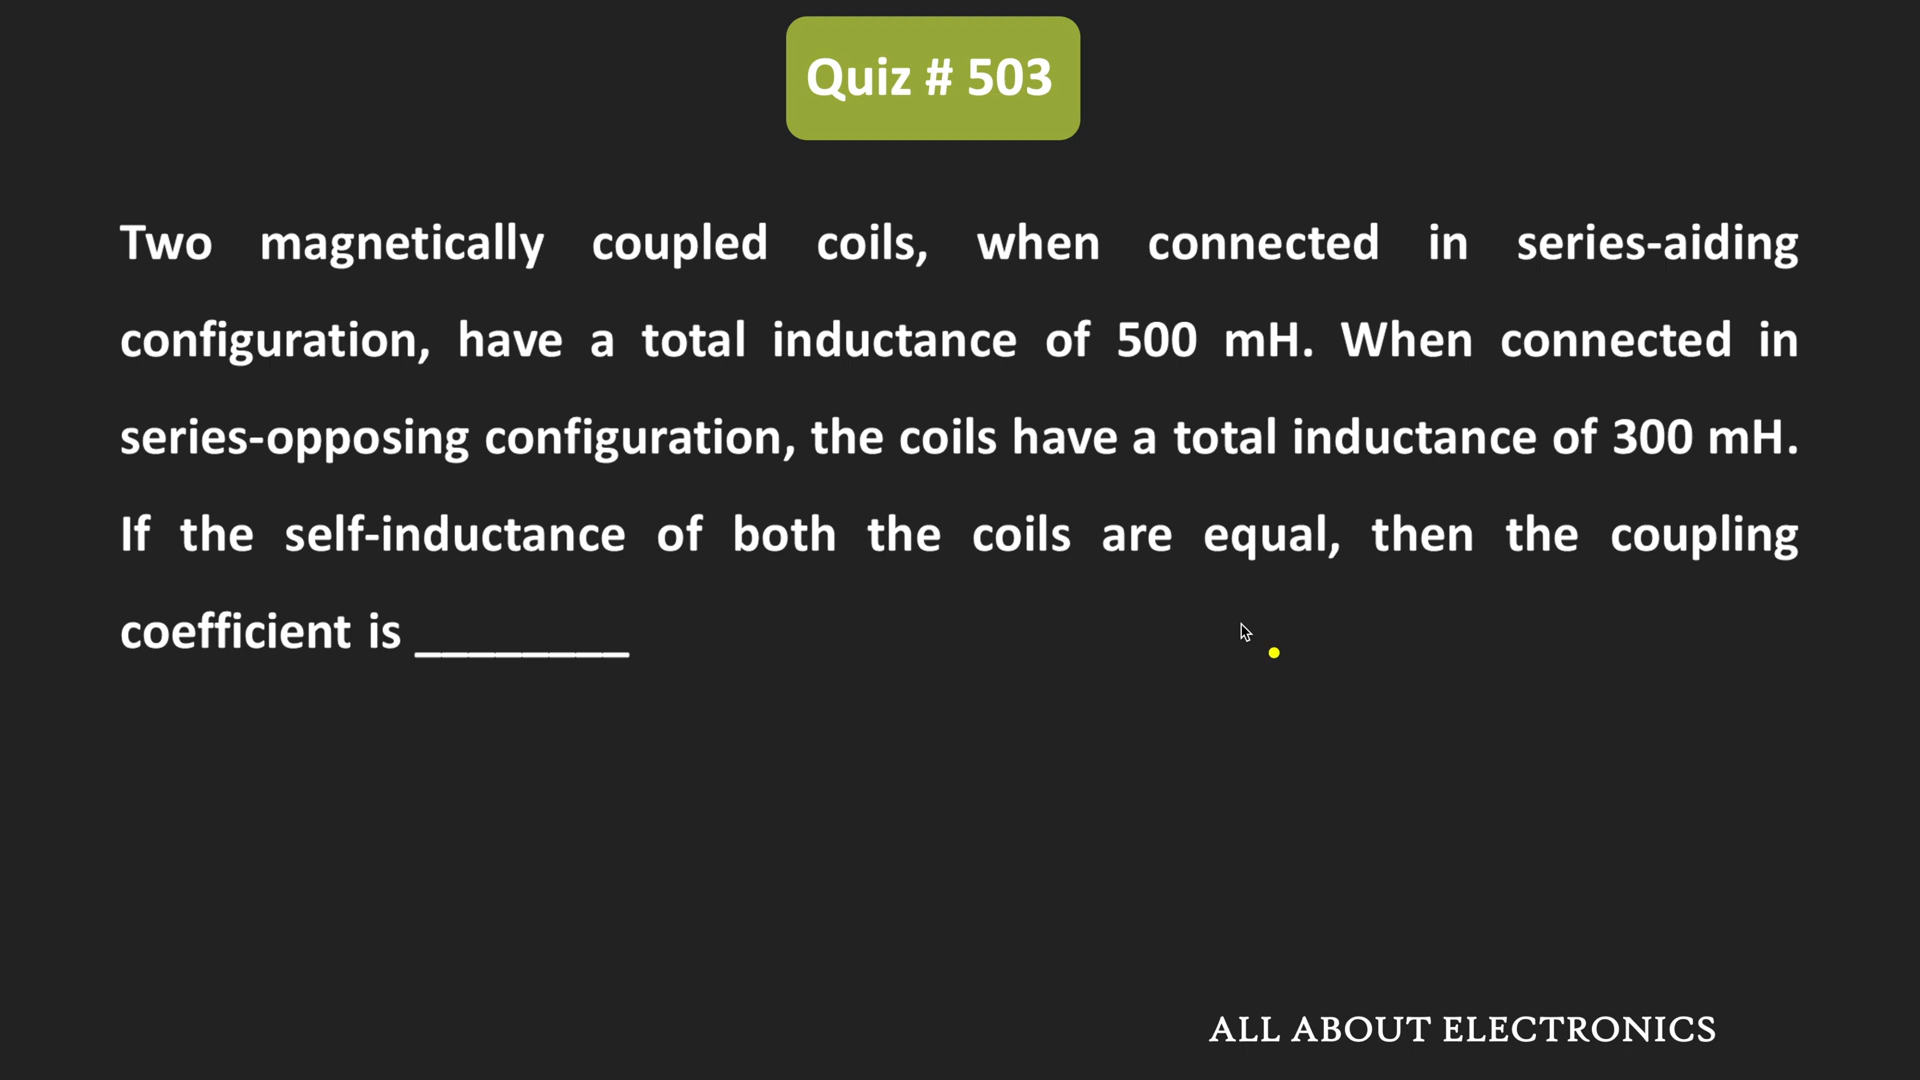 Quiz # 503
Two magnetically coupled coils, when connected in series-aiding
configuration, have a total inductance of 500 mH. When connected in
series-opposing configuration, the coils have a total inductance of 300 mH.
If the self-inductance of both the coils are equal, then the coupling
coefficient is ________
ALL ABOUT ELECTRONICS